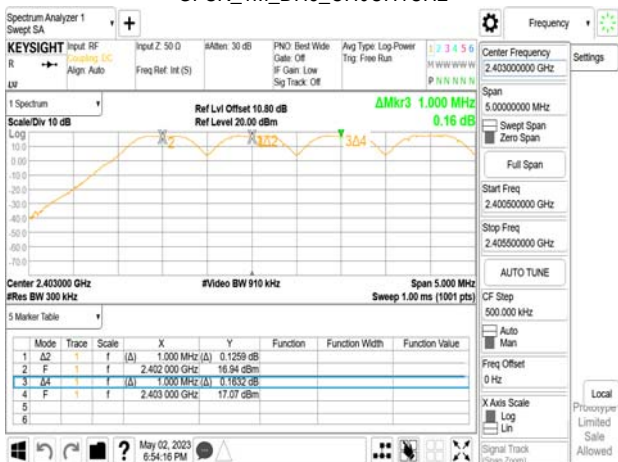 Spectrum Analyzer 1
Swept SA
+
Frequency
KEYSIGHT
R
LV
Input: RF
Coupling: DC
Align: Auto
Input Z: 50 Ω
Freq Ref: Int (S)
#Atten: 30 dB
PNO: Best Wide
Gate: Off
IF Gain: Low
Sig Track: Off
Avg Type: Log-Power
Trig: Free Run
1 2 3 4 5 6
M W W W W W
P N N N N N
1 Spectrum
Scale/Div 10 dB
Log
Ref Lvl Offset 10.80 dB
Ref Level 20.00 dBm
ΔMkr3 1.000 MHz
0.16 dB
2
1Δ2
3Δ4
10.0
0.00
-10.0
-20.0
-30.0
-40.0
-50.0
-60.0
-70.0
Center 2.403000 GHz
#Res BW 300 kHz
#Video BW 910 kHz
Span 5.000 MHz
Sweep 1.00 ms (1001 pts)
5 Marker Table
Mode Trace Scale X Y Function Function Width Function Value
1 Δ2 1 f (Δ) 1.000 MHz (Δ) 0.1259 dB
2 F 1 f 2.402 000 GHz 16.94 dBm
3 Δ4 1 f (Δ) 1.000 MHz (Δ) 0.1632 dB
4 F 1 f 2.403 000 GHz 17.07 dBm
5
6
?
May 02, 2023
6:54:16 PM
Center Frequency
2.403000000 GHz
Settings
Span
5.00000000 MHz
Swept Span
Zero Span
Full Span
Start Freq
2.400500000 GHz
Stop Freq
2.405500000 GHz
AUTO TUNE
CF Step
500.000 kHz
Auto
Man
Freq Offset
0 Hz
X Axis Scale
Log
Lin
Signal Track
(Span Zoom)
Local
Prototype
Limited
Sale
Allowed